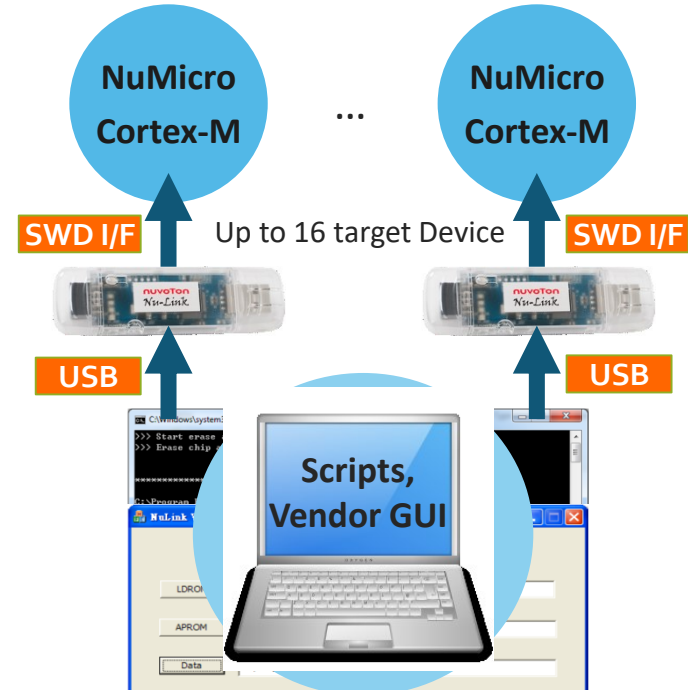 NuMicro
Cortex-M
...
NuMicro
Cortex-M
SWD I/F
Up to 16 target Device
SWD I/F
nuvoTon
Nu-Link
nuvoTon
Nu-Link
USB
USB
C:\Windows\system3
>>> Start erase
>>> Erase chip
C:\Program
NuLink
Scripts,
Vendor GUI
LDROM
APROM
Data